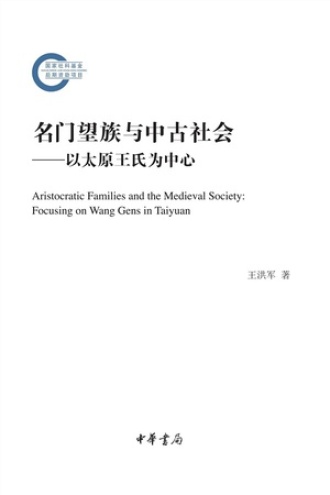 国家社科基金
后期资助项目
名门望族与中古社会
——以太原王氏为中心
Aristocratic Families and the Medieval Society:
Focusing on Wang Gens in Taiyuan
王洪军 著
中华书局